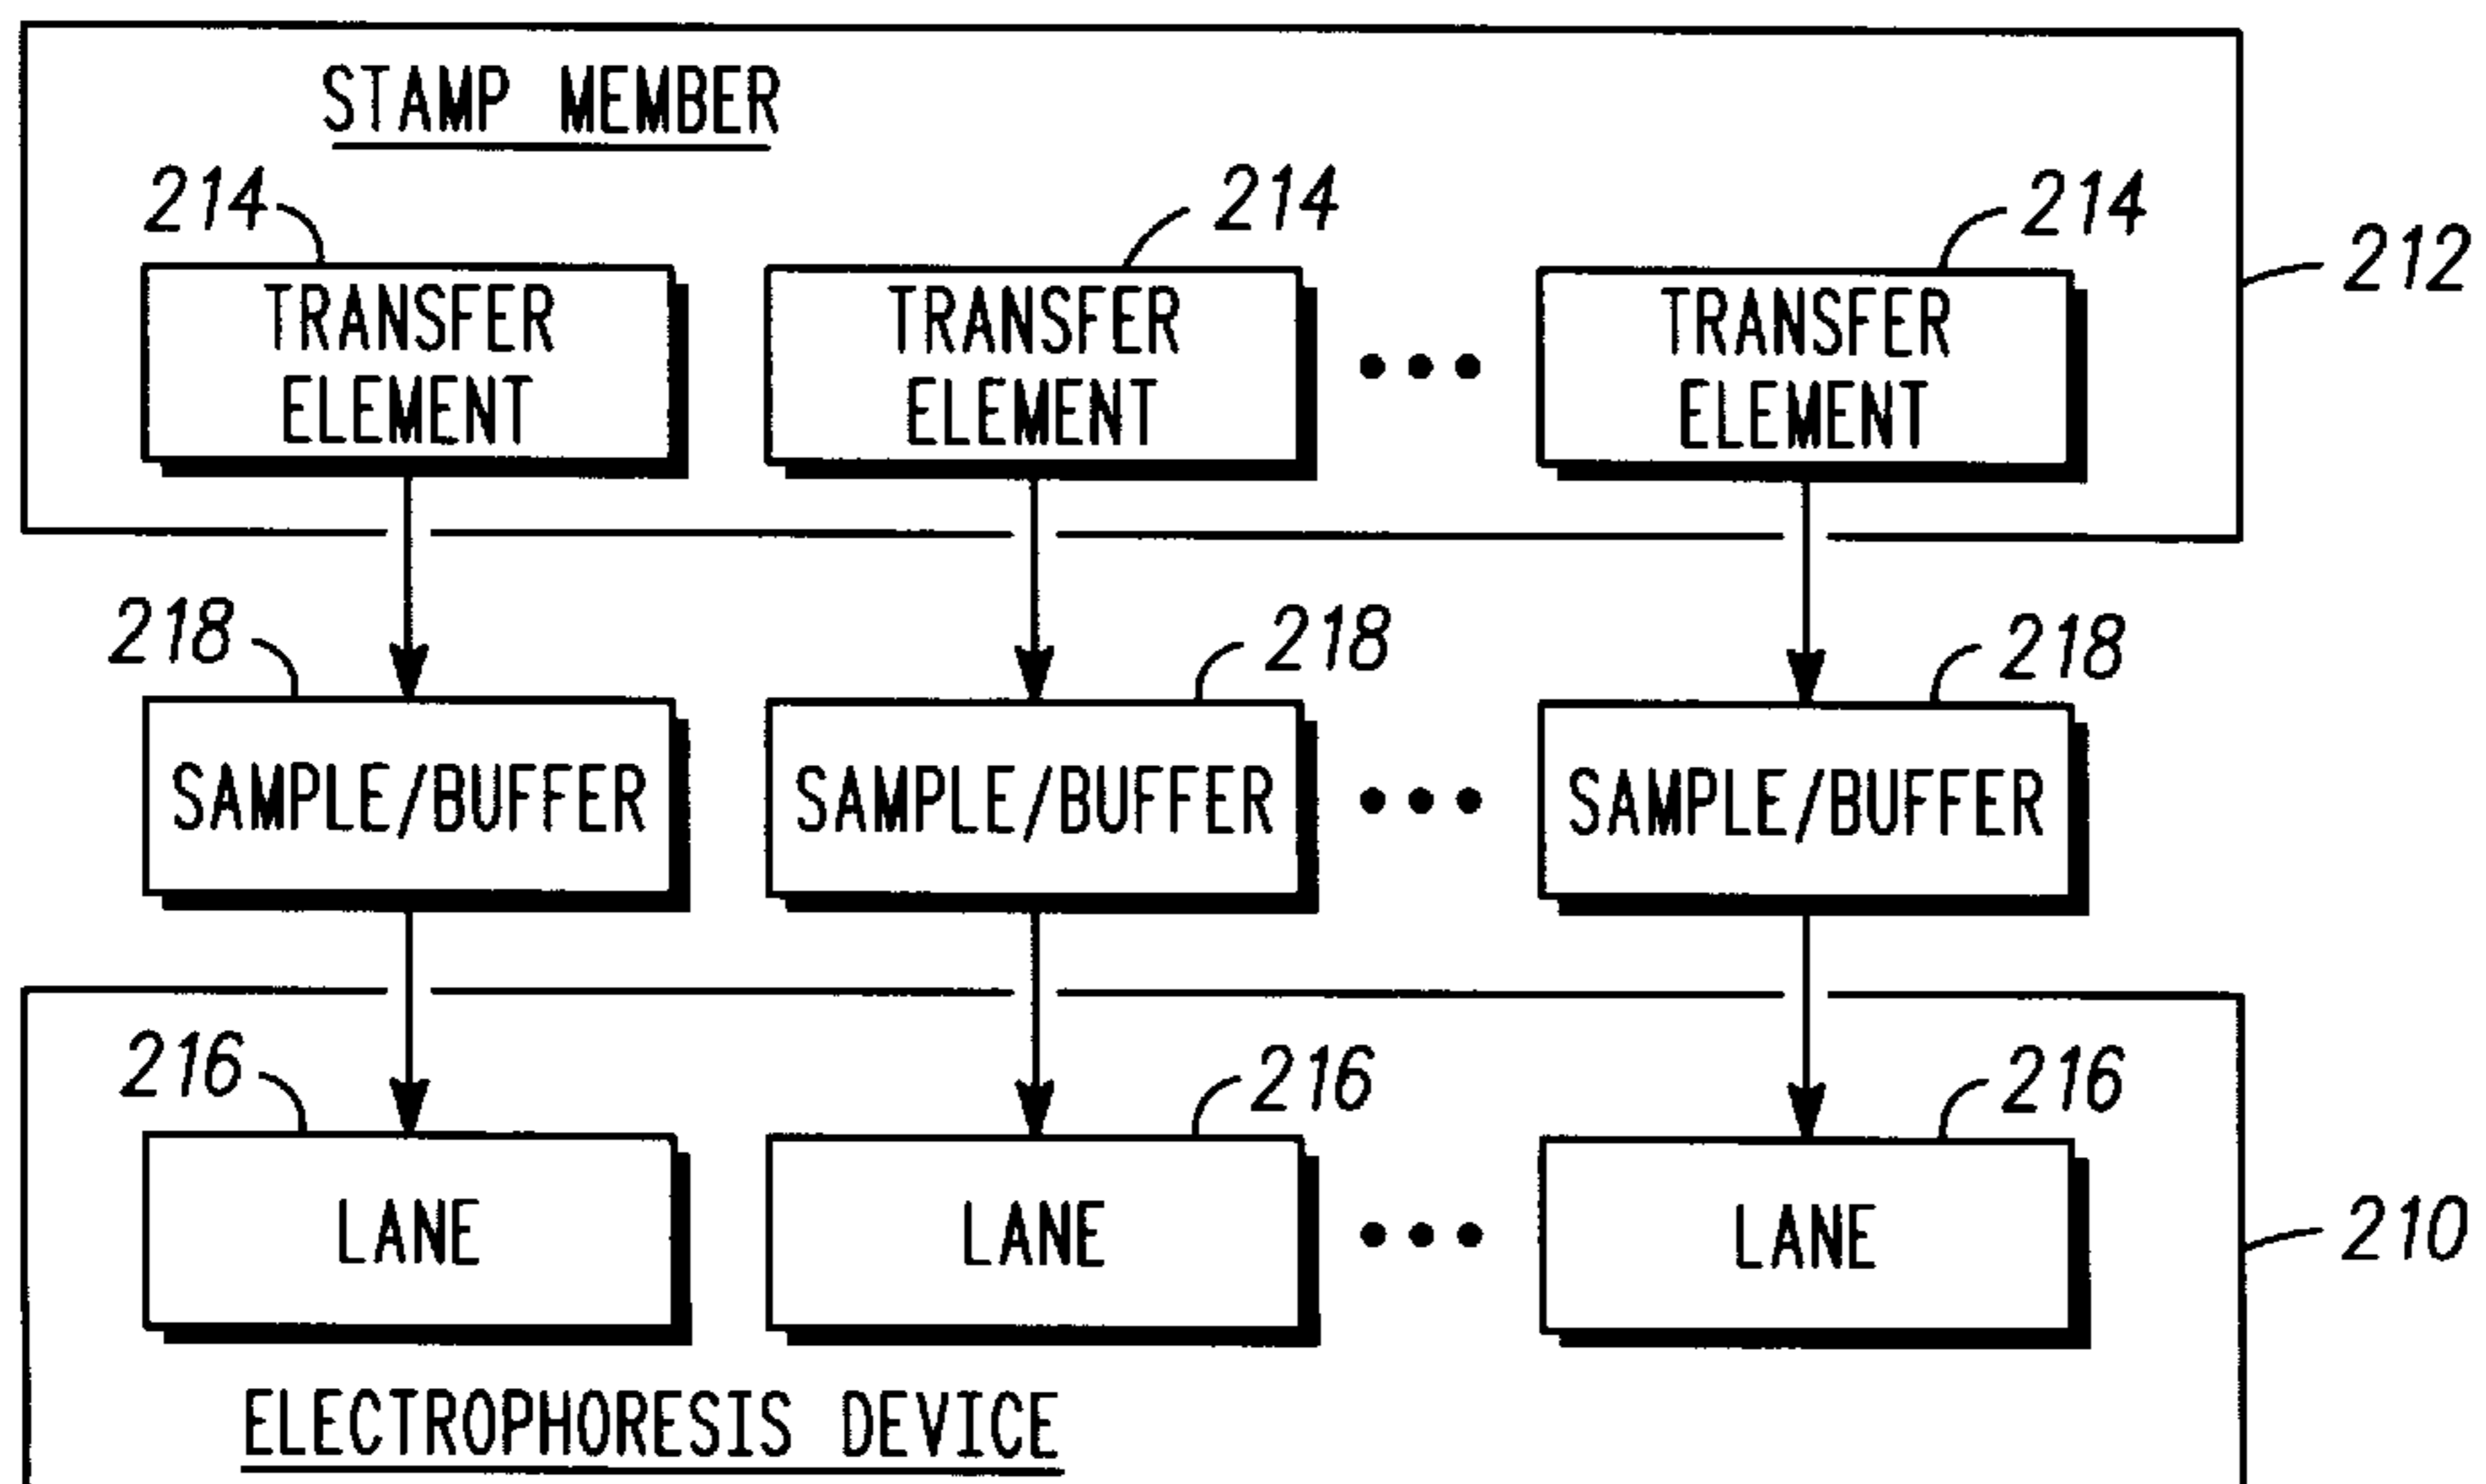 STAMP MEMBER
214 214 214
212
TRANSFER ELEMENT TRANSFER ELEMENT ••• TRANSFER ELEMENT
218 218 218
SAMPLE/BUFFER SAMPLE/BUFFER ••• SAMPLE/BUFFER
216 216 216
LANE LANE ••• LANE
210
ELECTROPHORESIS DEVICE